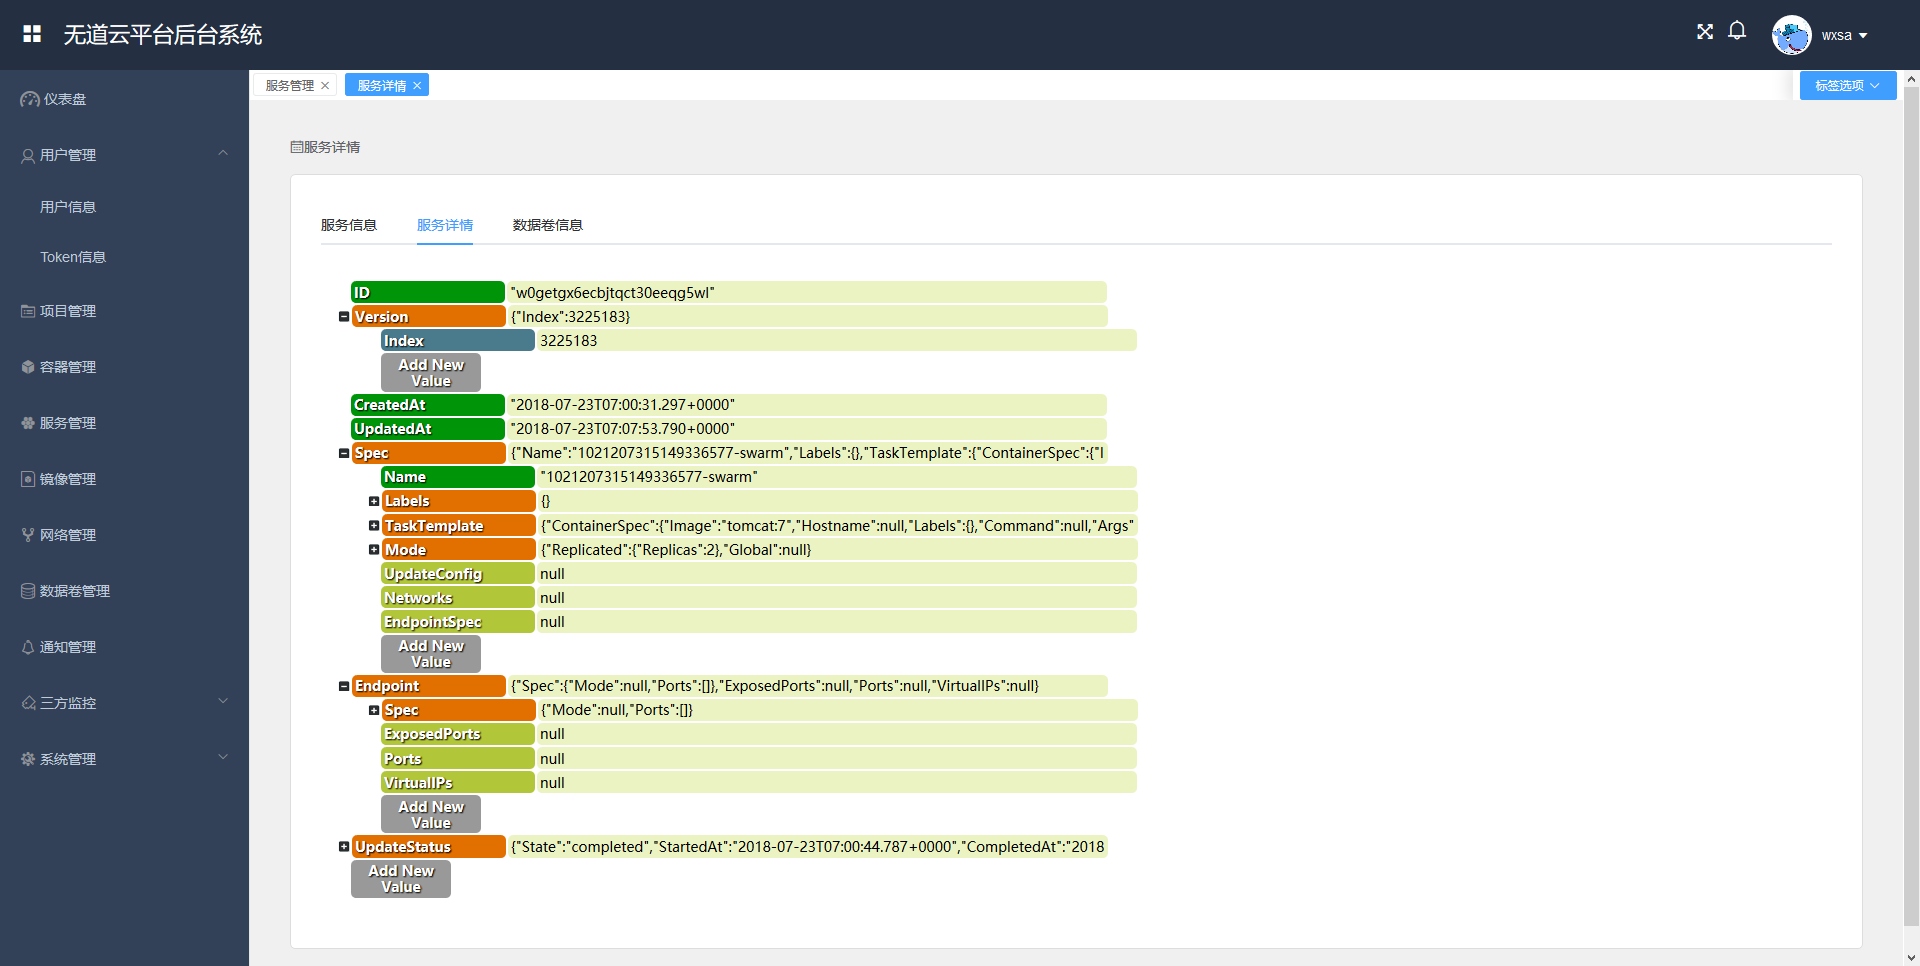 无道云平台后台系统
wxsa
仪表盘
用户管理
用户信息
Token信息
项目管理
容器管理
服务管理
镜像管理
网络管理
数据卷管理
通知管理
三方监控
系统管理
服务管理
服务详情
标签选项
服务详情
服务信息
服务详情
数据卷信息
ID "w0getgx6ecbjtqct30eeqg5wl"
Version {"Index":3225183}
Index 3225183
Add New
Value
CreatedAt "2018-07-23T07:00:31.297+0000"
UpdatedAt "2018-07-23T07:07:53.790+0000"
Spec {"Name":"1021207315149336577-swarm","Labels":{},"TaskTemplate":{"ContainerSpec":{"I
Name "1021207315149336577-swarm"
Labels {}
TaskTemplate {"ContainerSpec":{"Image":"tomcat:7","Hostname":null,"Labels":{},"Command":null,"Args"
Mode {"Replicated":{"Replicas":2},"Global":null}
UpdateConfig null
Networks null
EndpointSpec null
Add New
Value
Endpoint {"Spec":{"Mode":null,"Ports":[]},"ExposedPorts":null,"Ports":null,"VirtualIPs":null}
Spec {"Mode":null,"Ports":[]}
ExposedPorts null
Ports null
VirtualIPs null
Add New
Value
UpdateStatus {"State":"completed","StartedAt":"2018-07-23T07:00:44.787+0000","CompletedAt":"2018
Add New
Value